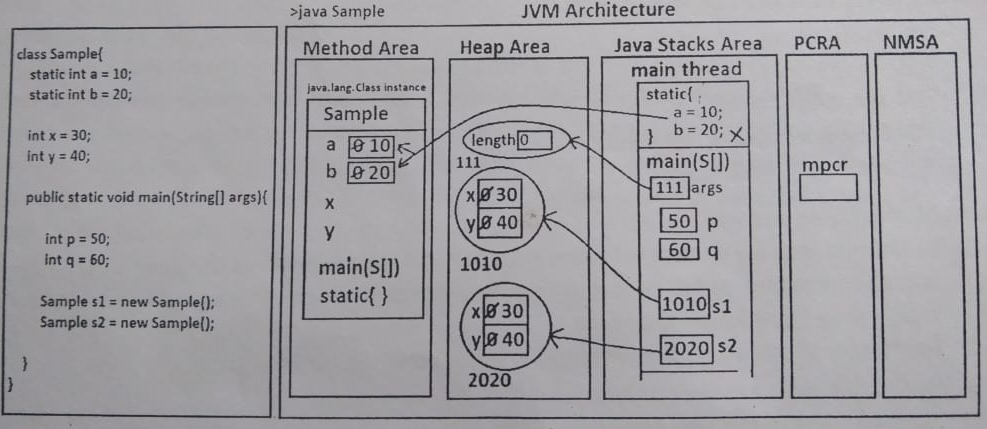 >java Sample
JVM Architecture
class Sample{
static int a = 10;
static int b = 20;
int x = 30;
int y = 40;
public static void main(String[] args){
int p = 50;
int q = 60;
Sample s1 = new Sample();
Sample s2 = new Sample();
}
}
Method Area
java.lang.Class instance
Sample
a 0 10
b 0 20
x
y
main(S[])
static{ }
Heap Area
length 0
111
x 0 30
y 0 40
1010
x 0 30
y 0 40
2020
Java Stacks Area
main thread
static{
a = 10;
} b = 20; X
main(S[])
111 args
50 p
60 q
1010 s1
2020 s2
PCRA
mpcr
NMSA